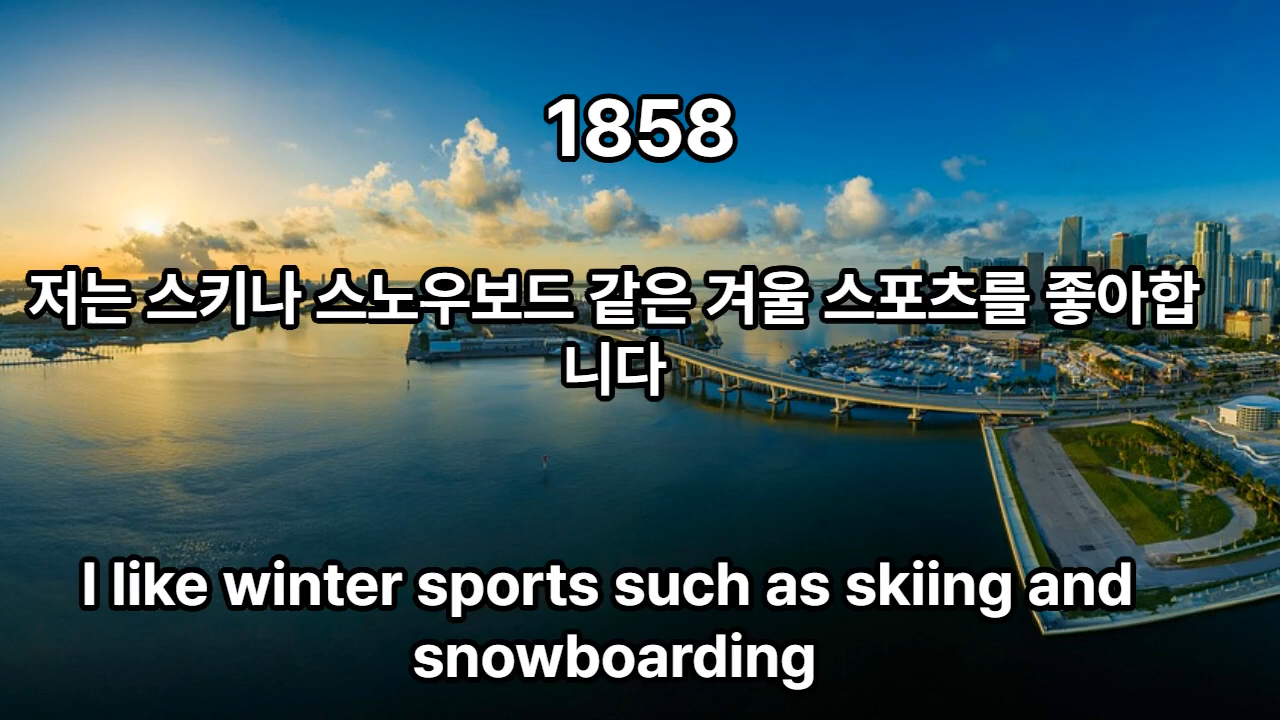 1858
저는 스키나 스노우보드 같은 겨울 스포츠를 좋아합
니다
I like winter sports such as skiing and
snowboarding